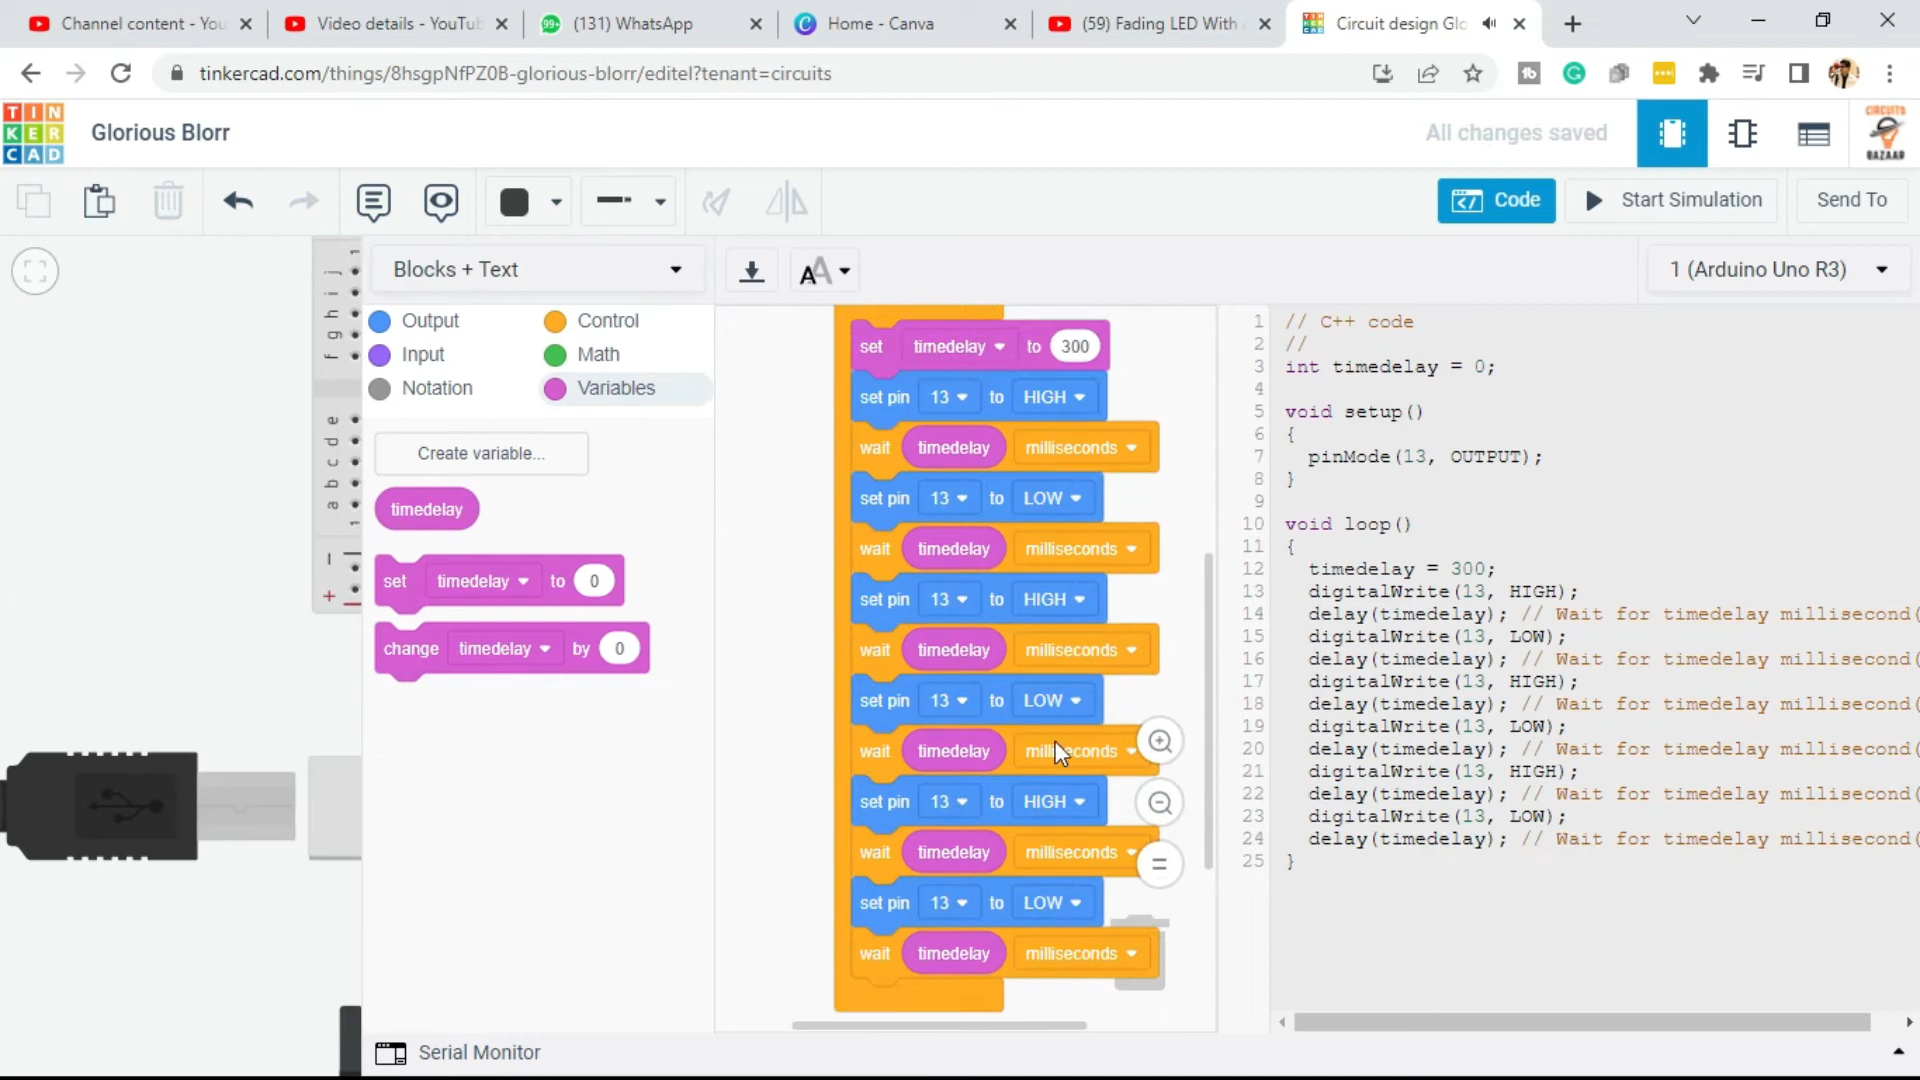 Channel content - You
Video details - YouTub
99+ (131) WhatsApp
Home - Canva
(59) Fading LED With
Circuit design Glo
tinkercad.com/things/8hsgpNfPZ0B-glorious-blorr/editel?tenant=circuits
TIN
KER
CAD
Glorious Blorr
All changes saved
CIRCUITS
BAZAAR
Code
Start Simulation
Send To
Blocks + Text
1 (Arduino Uno R3)
Output
Control
Input
Math
Notation
Variables
Create variable...
timedelay
set timedelay to 0
change timedelay by 0
set timedelay to 300
set pin 13 to HIGH
wait timedelay milliseconds
set pin 13 to LOW
wait timedelay milliseconds
set pin 13 to HIGH
wait timedelay milliseconds
set pin 13 to LOW
wait timedelay milliseconds
set pin 13 to HIGH
wait timedelay milliseconds
set pin 13 to LOW
wait timedelay milliseconds
1 // C++ code
2 //
3 int timedelay = 0;
4
5 void setup()
6 {
7 pinMode(13, OUTPUT);
8 }
9
10 void loop()
11 {
12 timedelay = 300;
13 digitalWrite(13, HIGH);
14 delay(timedelay); // Wait for timedelay millisecond(
15 digitalWrite(13, LOW);
16 delay(timedelay); // Wait for timedelay millisecond(
17 digitalWrite(13, HIGH);
18 delay(timedelay); // Wait for timedelay millisecond(
19 digitalWrite(13, LOW);
20 delay(timedelay); // Wait for timedelay millisecond(
21 digitalWrite(13, HIGH);
22 delay(timedelay); // Wait for timedelay millisecond(
23 digitalWrite(13, LOW);
24 delay(timedelay); // Wait for timedelay millisecond(
25 }
f g h i j
a b c d e
Serial Monitor